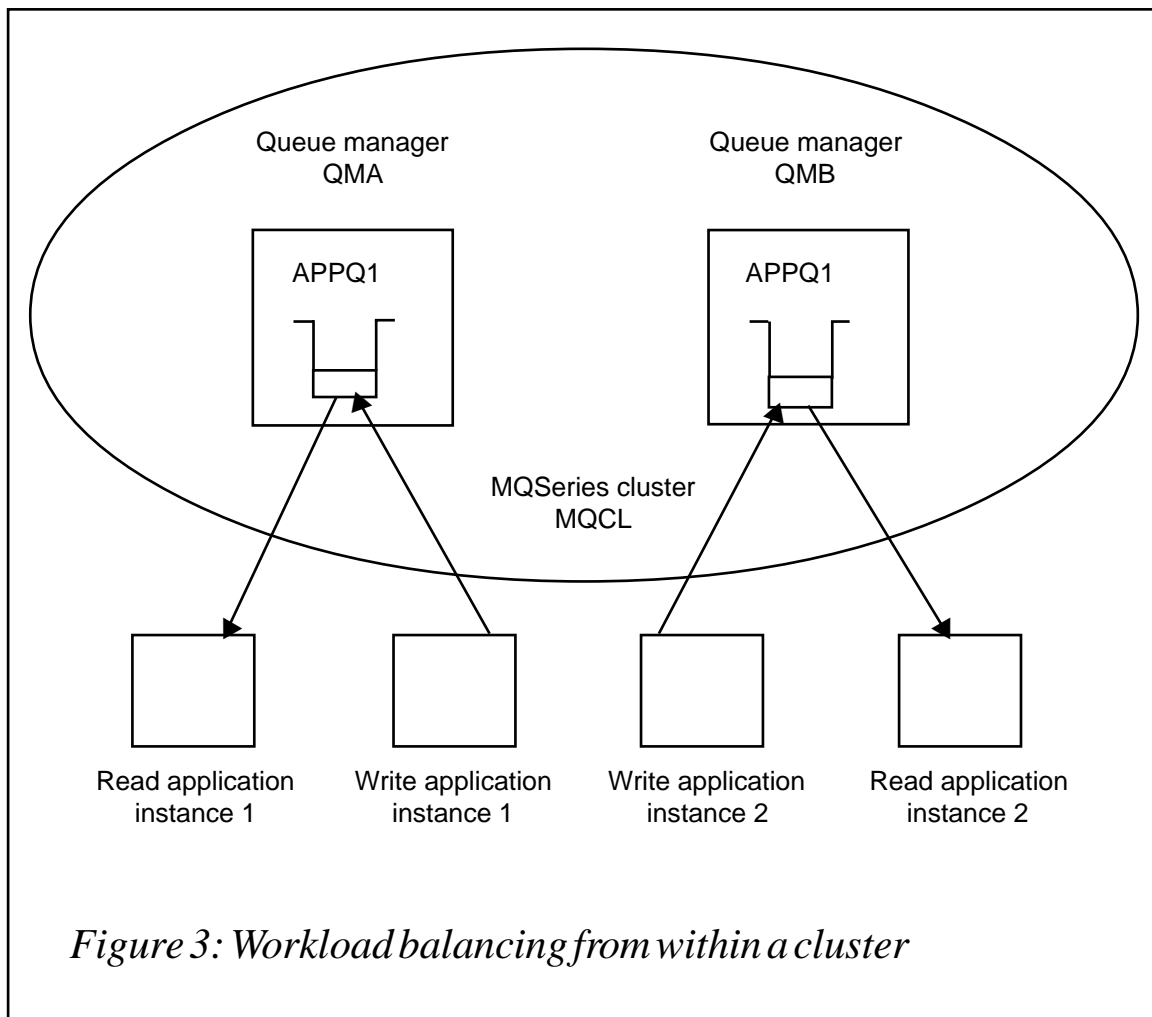 Queue manager
QMA
Queue manager
QMB
APPQ1
APPQ1
MQSeries cluster
MQCL
Read application
instance 1
Write application
instance 1
Write application
instance 2
Read application
instance 2
Figure 3: Workload balancing from within a cluster